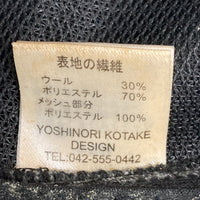 表地の繊維
ウール 30%
ポリエステル 70%
メッシュ部分
ポリエステル 100%
YOSHINORI KOTAKE
DESIGN
TEL:042-555-0442